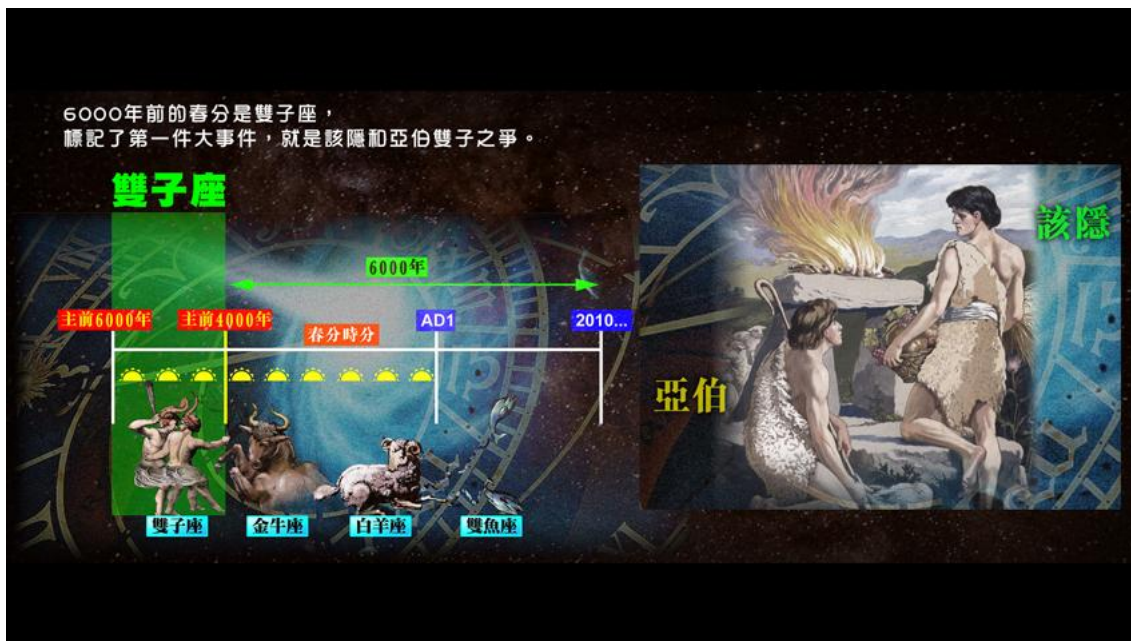 6000年前的春分是雙子座，
標記了第一件大事件，就是該隱和亞伯雙子之爭。
雙子座
6000年
主前6000年 主前4000年 AD1 2010...
春分時分
雙子座 金牛座 白羊座 雙魚座
該隱
亞伯